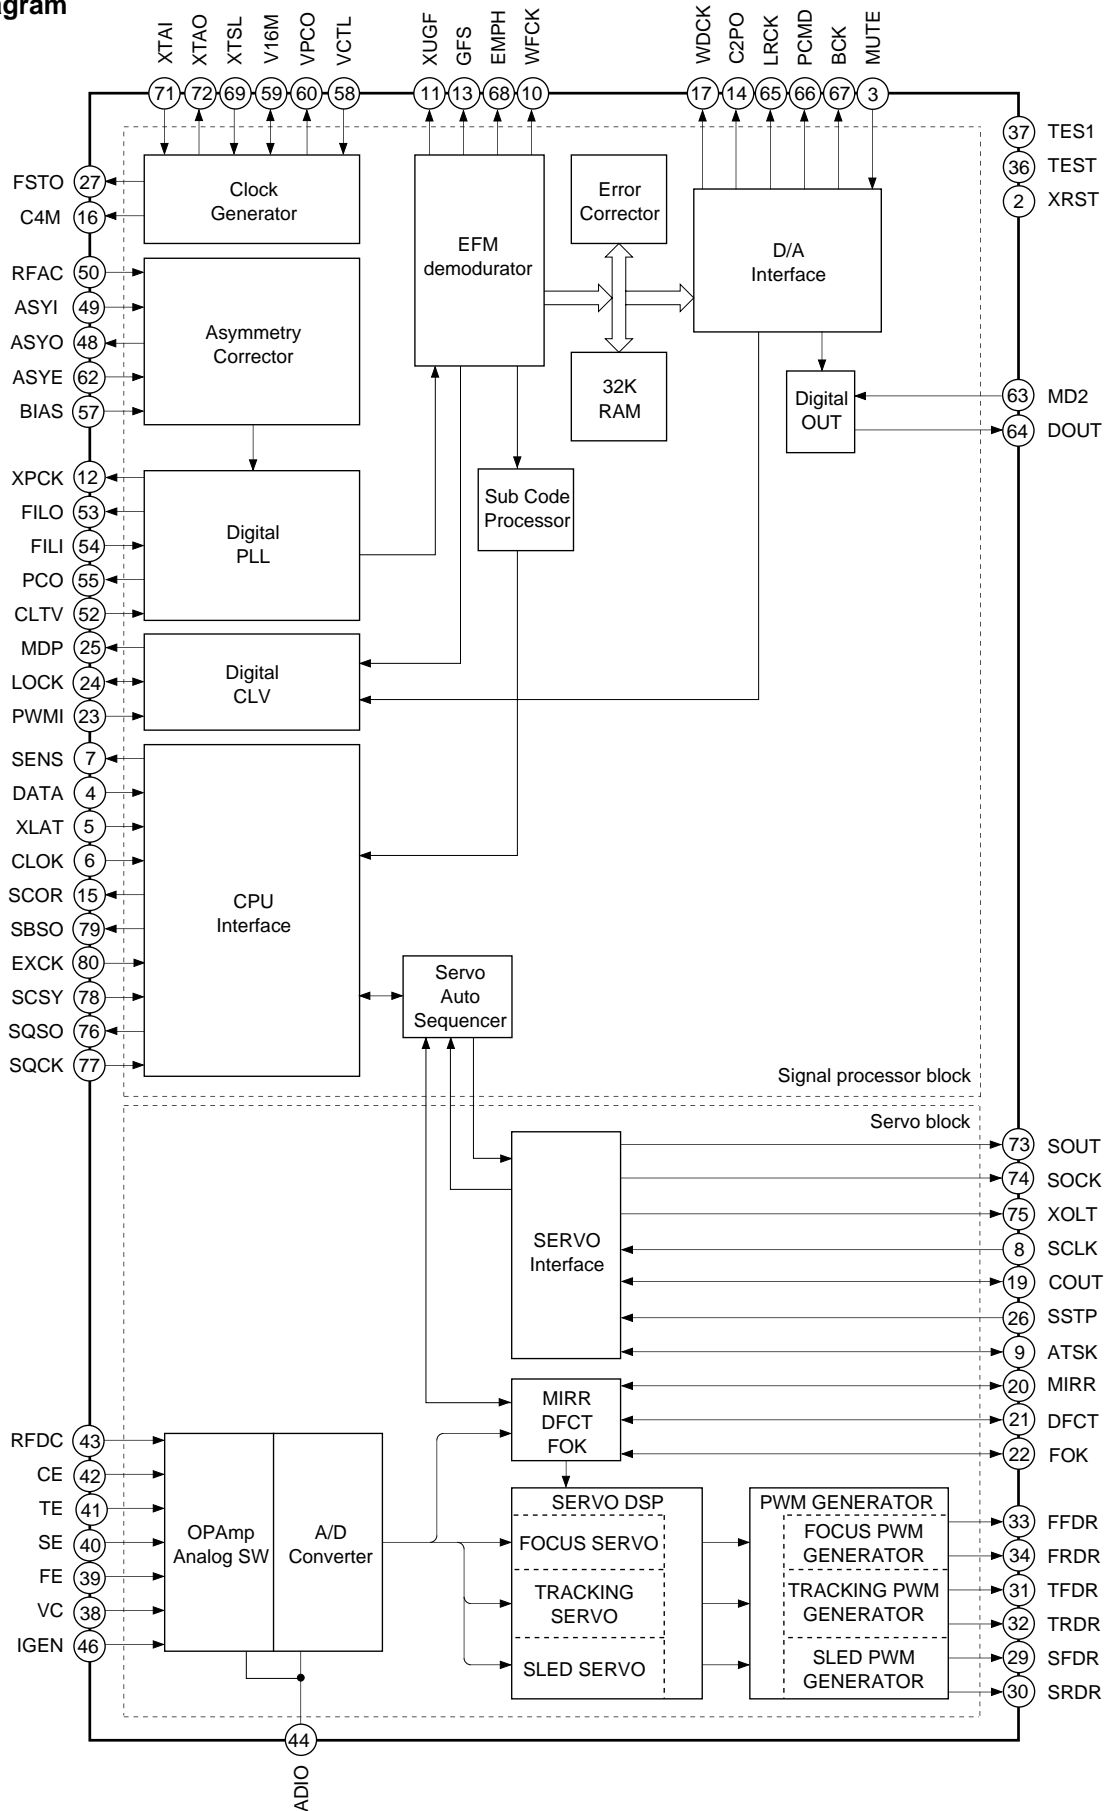 agram
XTAI XTAO XTSL V16M VPCO VCTL XUGF GFS EMPH WFCK WDCK C2PO LRCK PCMD BCK MUTE
71 72 69 59 60 58 11 13 68 10 17 14 65 66 67 3
37 TES1
36 TEST
2 XRST
FSTO 27
C4M 16
Clock
Generator
EFM
demodurator
Error
Corrector
D/A
Interface
RFAC 50
ASYI 49
ASYO 48
ASYE 62
BIAS 57
Asymmetry
Corrector
32K
RAM
Digital
OUT
63 MD2
64 DOUT
XPCK 12
FILO 53
FILI 54
PCO 55
CLTV 52
Digital
PLL
Sub Code
Processor
MDP 25
LOCK 24
PWMI 23
Digital
CLV
SENS 7
DATA 4
XLAT 5
CLOK 6
SCOR 15
SBSO 79
EXCK 80
SCSY 78
SQSO 76
SQCK 77
CPU
Interface
Servo
Auto
Sequencer
Signal processor block
Servo block
SERVO
Interface
73 SOUT
74 SOCK
75 XOLT
8 SCLK
19 COUT
26 SSTP
9 ATSK
MIRR
DFCT
FOK
20 MIRR
21 DFCT
22 FOK
RFDC 43
CE 42
TE 41
SE 40
FE 39
VC 38
IGEN 46
OPAmp
Analog SW
A/D
Converter
SERVO DSP
FOCUS SERVO
TRACKING
SERVO
SLED SERVO
PWM GENERATOR
FOCUS PWM
GENERATOR
TRACKING PWM
GENERATOR
SLED PWM
GENERATOR
33 FFDR
34 FRDR
31 TFDR
32 TRDR
29 SFDR
30 SRDR
44
ADIO